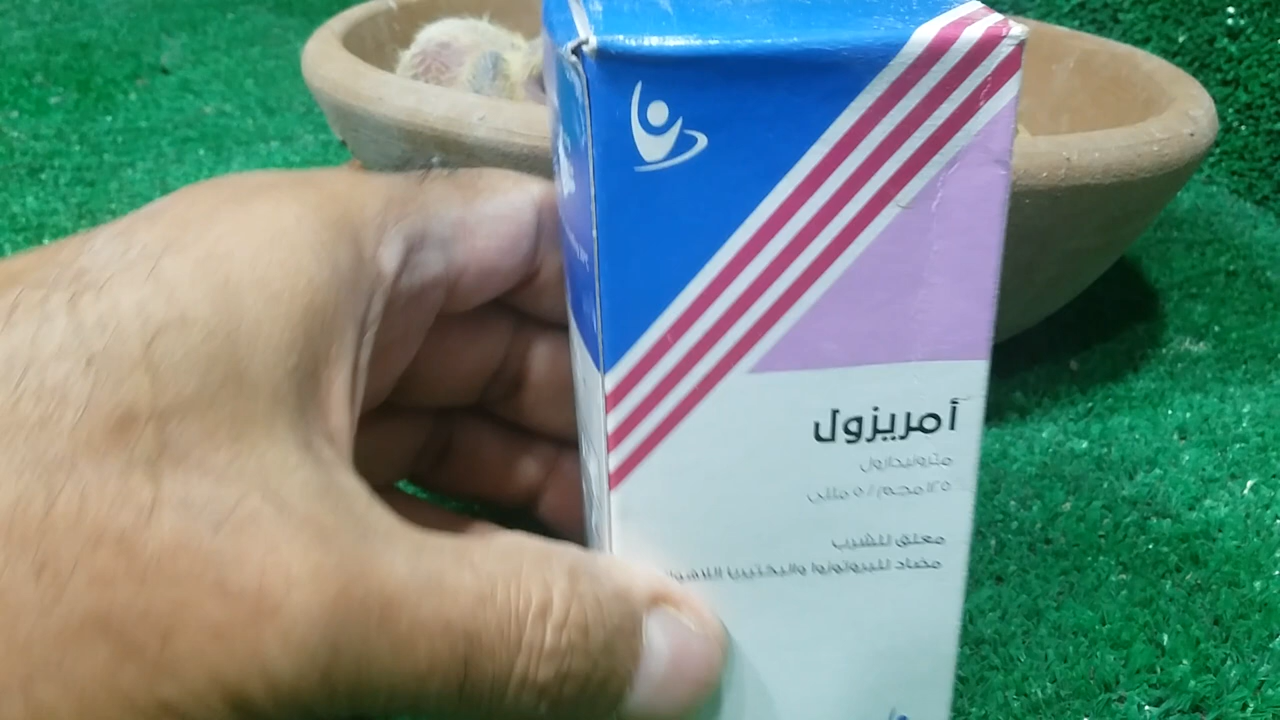 أمريزول
مترونيدازول
١٢٥ مجم / ٥ مللي
معلق للشرب
مضاد للبروتوزوا والبكتيريا